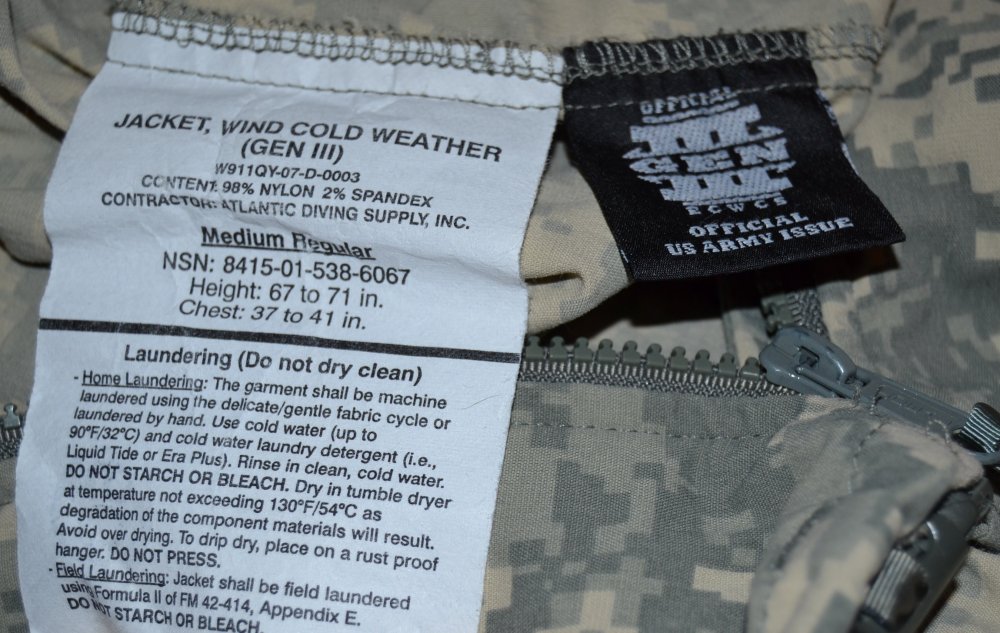 JACKET, WIND COLD WEATHER
(GEN III)
W911QY-07-D-0003
CONTENT: 98% NYLON 2% SPANDEX
CONTRACTOR: ATLANTIC DIVING SUPPLY, INC.
Medium Regular
NSN: 8415-01-538-6067
Height: 67 to 71 in.
Chest: 37 to 41 in.
Laundering (Do not dry clean)
- Home Laundering: The garment shall be machine
laundered using the delicate/gentle fabric cycle or
laundered by hand. Use cold water (up to
90°F/32°C) and cold water laundry detergent (i.e.,
Liquid Tide or Era Plus). Rinse in clean, cold water.
DO NOT STARCH OR BLEACH. Dry in tumble dryer
at temperature not exceeding 130°F/54°C as
degradation of the component materials will result.
Avoid over drying. To drip dry, place on a rust proof
hanger. DO NOT PRESS.
- Field Laundering: Jacket shall be field laundered
using Formula II of FM 42-414, Appendix E.
DO NOT STARCH OR BLEACH.
OFFICIAL
GEN
III
ECWCS
OFFICIAL
US ARMY ISSUE